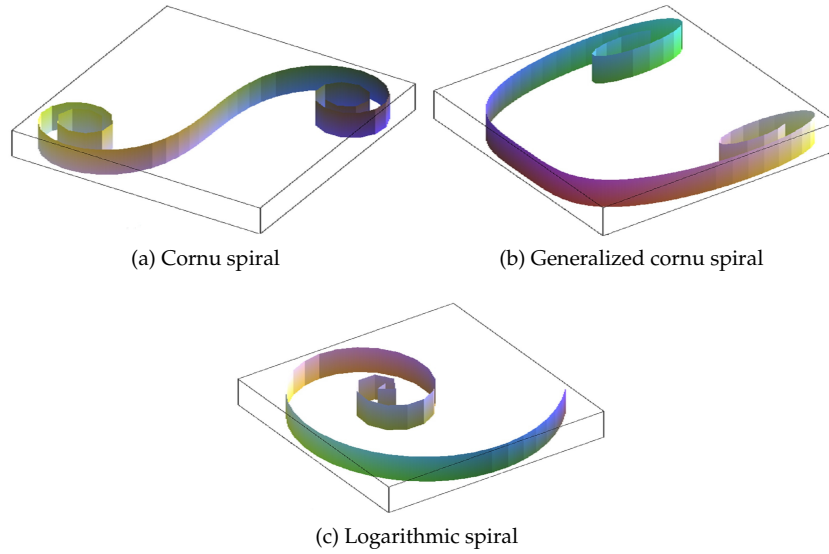 (a) Cornu spiral
(b) Generalized cornu spiral
(c) Logarithmic spiral